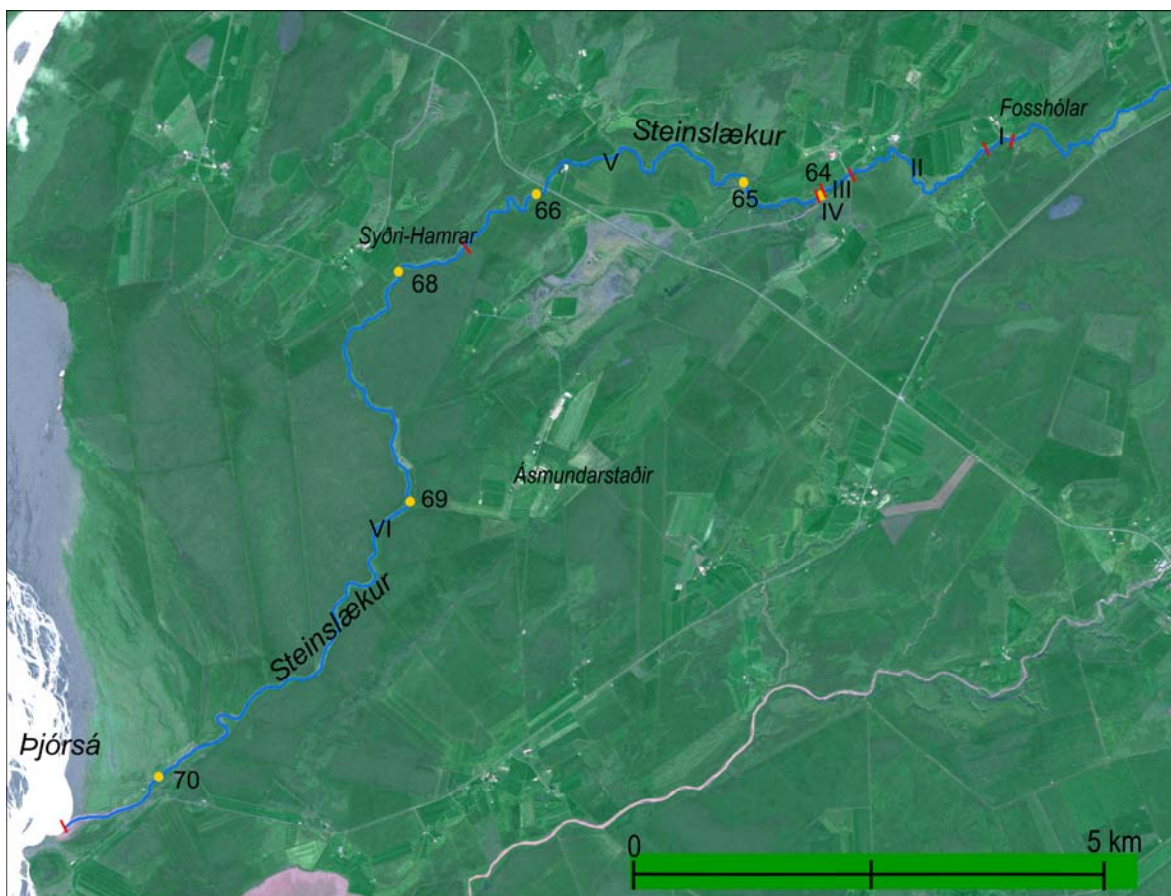 Fosshólar
Steinslækur
I
V
64
II
III
65
IV
66
Syðri-Hamrar
68
Ásmundarstaðir
69
VI
Steinslækur
Þjórsá
70
0
5 km